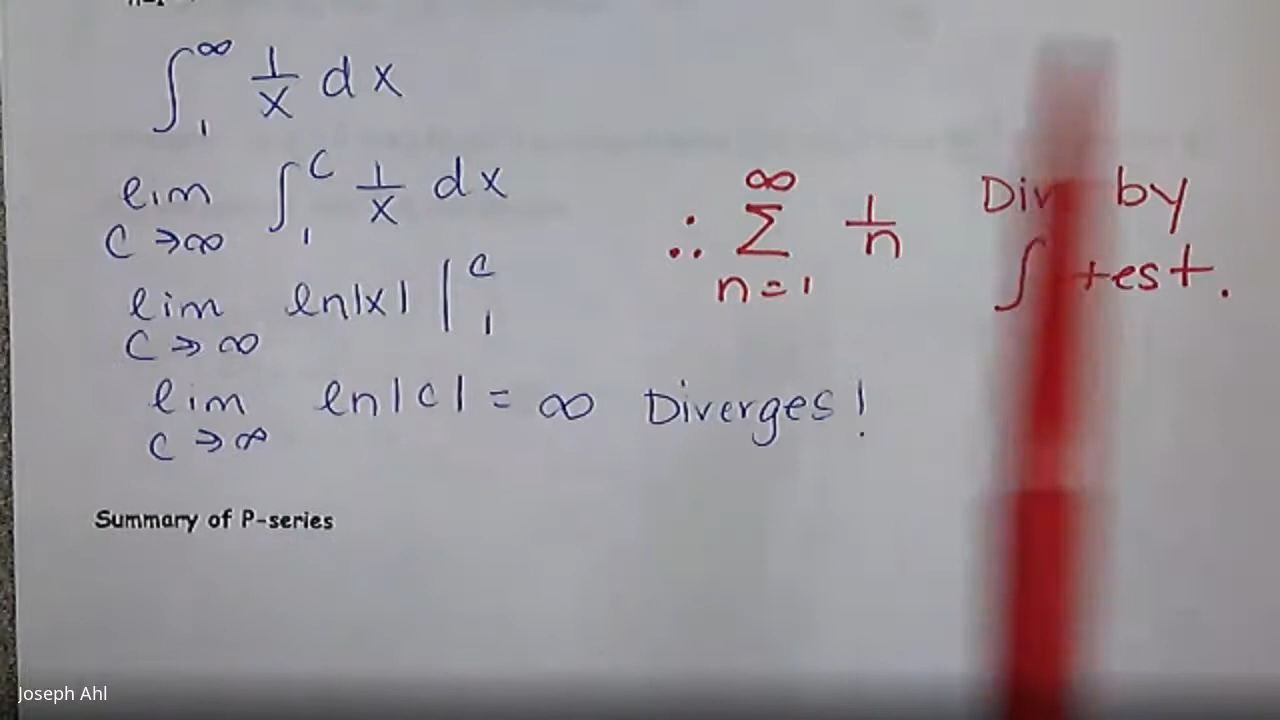 ∫₁^∞ 1/x dx
lim c→∞ ∫₁^c 1/x dx
lim c→∞ ln|x| |₁^c
lim c→∞ ln|c| = ∞ Diverges!
∴ ∑ n=1 ∞ 1/n Div by
∫ test.
Summary of P-series
Joseph Ahl